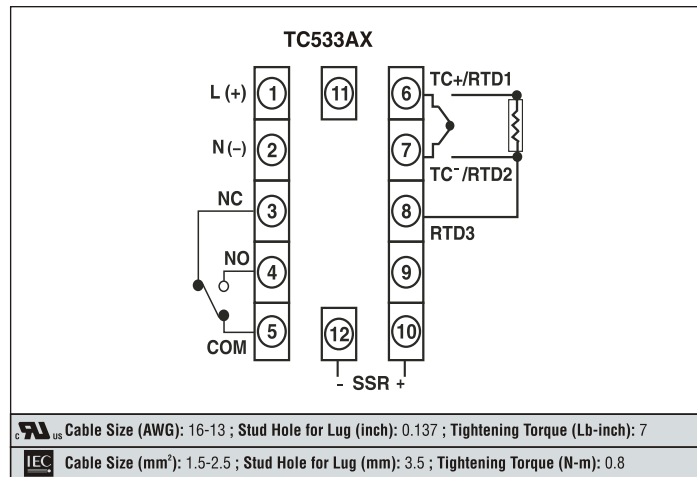 TC533AX
L (+) 1 11 6 TC+/RTD1
N (−) 2 7 TC⁻/RTD2
NC 3 8 RTD3
NO 4 9
COM 5 12 10
- SSR +
c RU us Cable Size (AWG): 16-13 ; Stud Hole for Lug (inch): 0.137 ; Tightening Torque (Lb-inch): 7
IEC Cable Size (mm²): 1.5-2.5 ; Stud Hole for Lug (mm): 3.5 ; Tightening Torque (N-m): 0.8